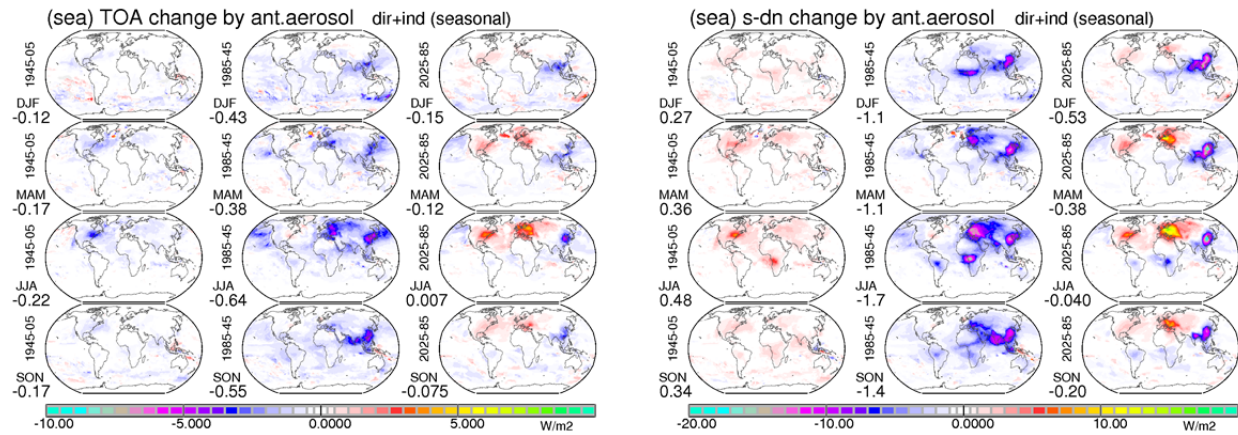 (sea) TOA change by ant.aerosol dir+ind (seasonal)
1945-05
1985-45
2025-85
DJF
-0.12
DJF
-0.43
DJF
-0.15
1945-05
1985-45
2025-85
MAM
-0.17
MAM
-0.38
MAM
-0.12
1945-05
1985-45
2025-85
JJA
-0.22
JJA
-0.64
JJA
0.007
1945-05
1985-45
2025-85
SON
-0.17
SON
-0.55
SON
-0.075
-10.00 -5.000 0.0000 5.000 W/m2
(sea) s-dn change by ant.aerosol dir+ind (seasonal)
1945-05
1985-45
2025-85
DJF
0.27
DJF
-1.1
DJF
-0.53
1945-05
1985-45
2025-85
MAM
0.36
MAM
-1.1
MAM
-0.38
1945-05
1985-45
2025-85
JJA
0.48
JJA
-1.7
JJA
-0.040
1945-05
1985-45
2025-85
SON
0.34
SON
-1.4
SON
-0.20
-20.00 -10.00 0.0000 10.00 W/m2